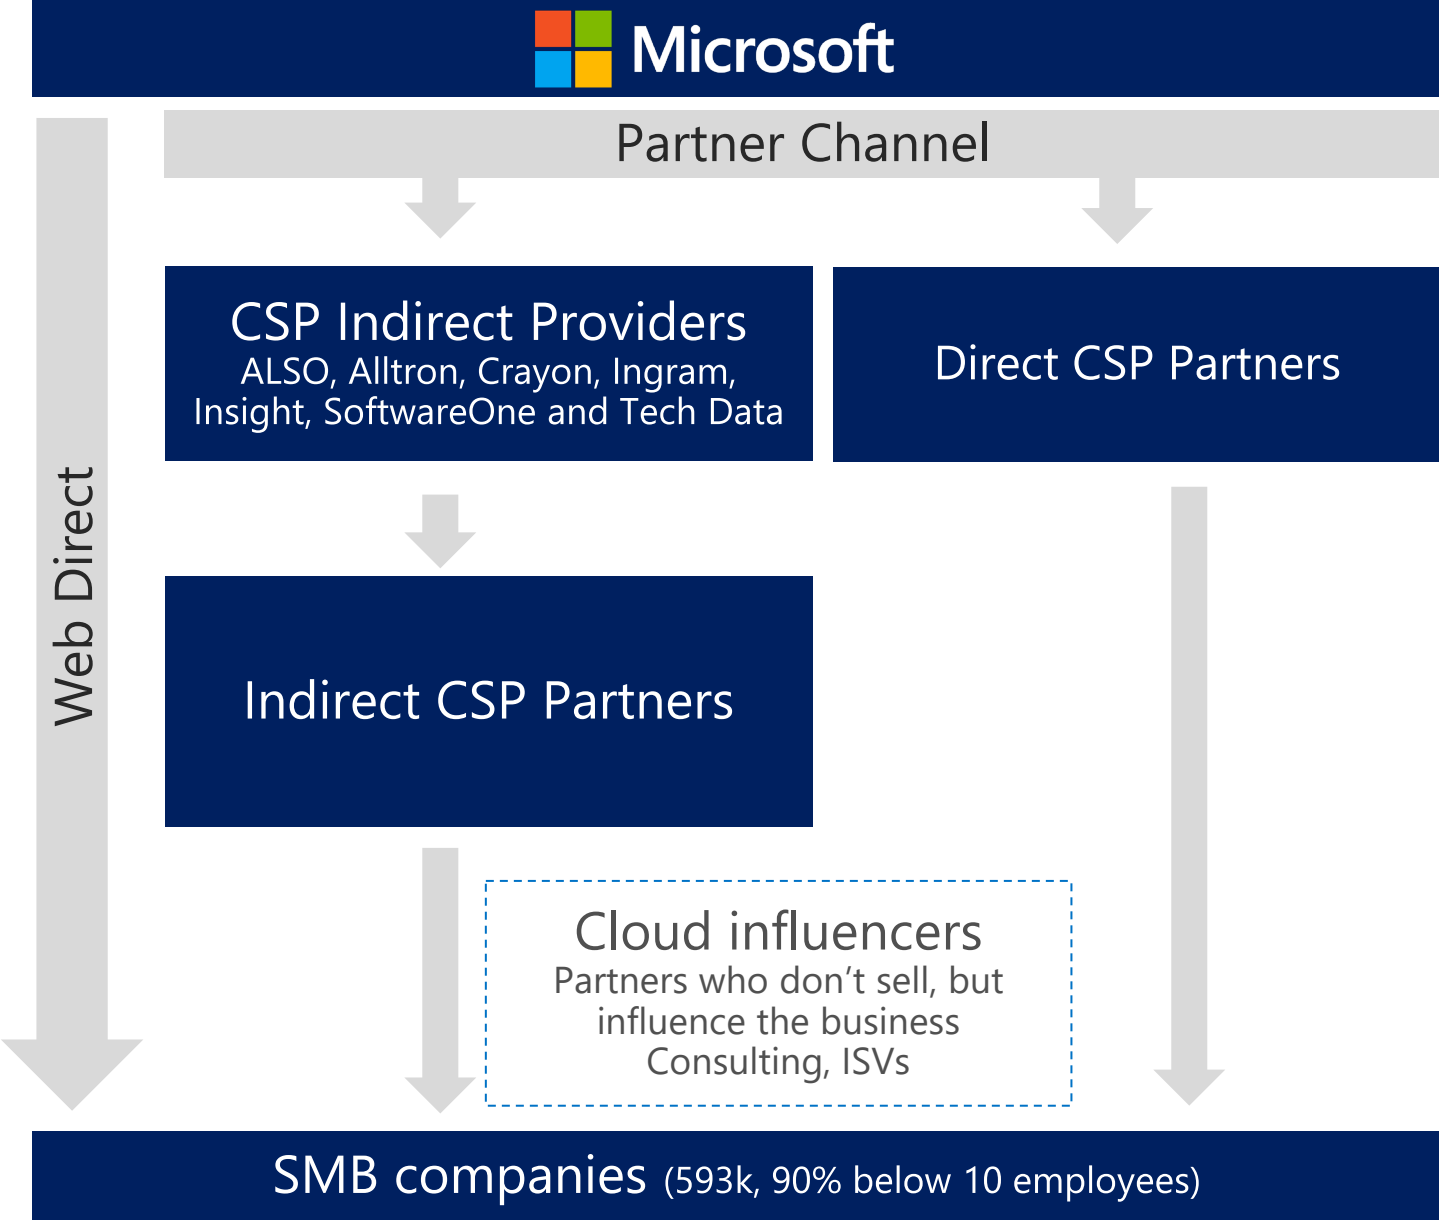 Microsoft
Partner Channel
CSP Indirect Providers
ALSO, Alltron, Crayon, Ingram,
Insight, SoftwareOne and Tech Data
Direct CSP Partners
Web Direct
Indirect CSP Partners
Cloud influencers
Partners who don’t sell, but
influence the business
Consulting, ISVs
SMB companies (593k, 90% below 10 employees)